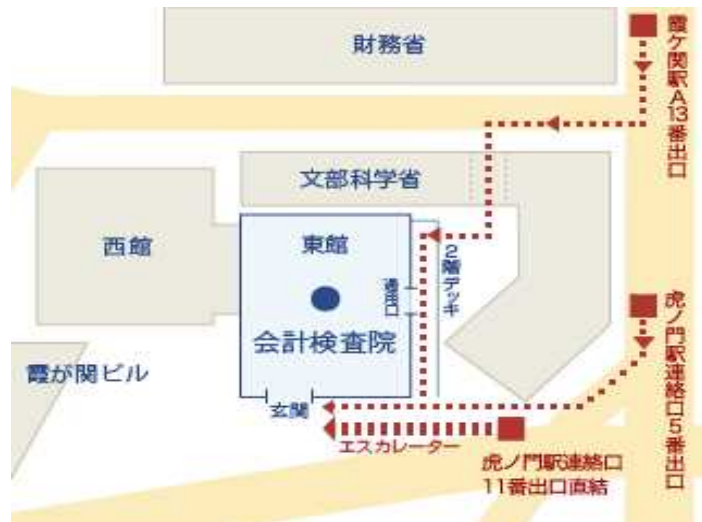 財務省
霞ケ関駅A13番出口
文部科学省
西館
東館
2階デッキ
通用口
会計検査院
虎ノ門駅連絡口5番出口
霞が関ビル
玄関
エスカレーター
虎ノ門駅連絡口
11番出口直結